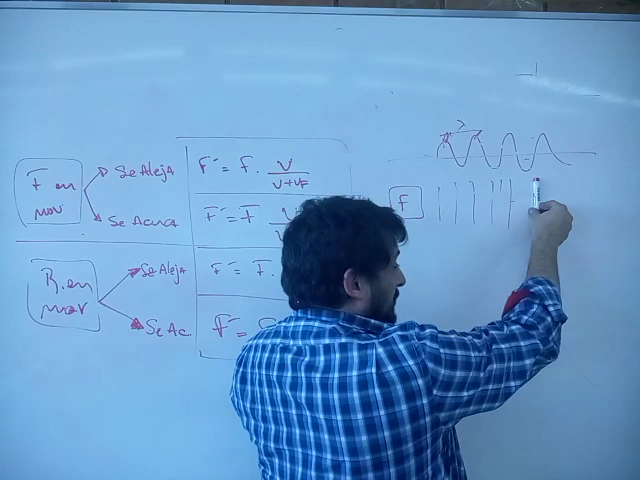 F en
mov
Se Aleja
F' = F. V
V+VF
Se Acerca
F' = F V
V
R. en
mov
Se Aleja
F' = F.
Se Ac.
F' =
λ
F